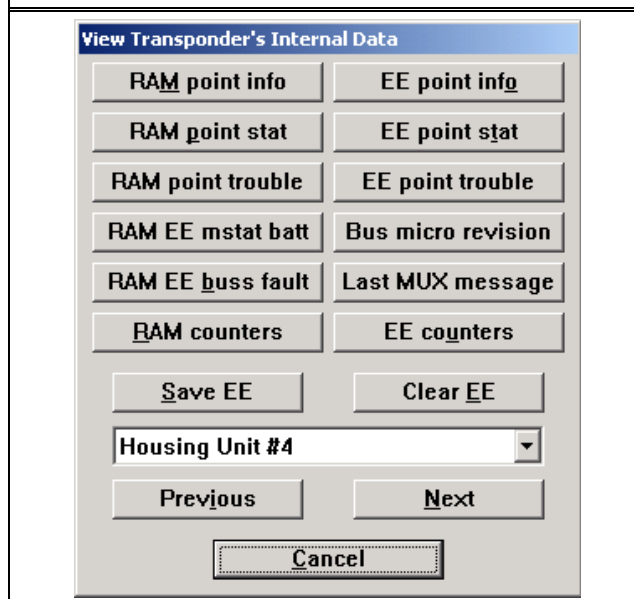 View Transponder's Internal Data
RAM point info EE point info
RAM point stat EE point stat
RAM point trouble EE point trouble
RAM EE mstat batt Bus micro revision
RAM EE buss fault Last MUX message
RAM counters EE counters
Save EE Clear EE
Housing Unit #4
Previous Next
Cancel